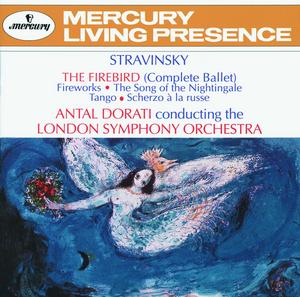 mercury
MERCURY
LIVING PRESENCE
STRAVINSKY
THE FIREBIRD (Complete Ballet)
Fireworks • The Song of the Nightingale
Tango • Scherzo à la russe
ANTAL DORATI conducting the
LONDON SYMPHONY ORCHESTRA